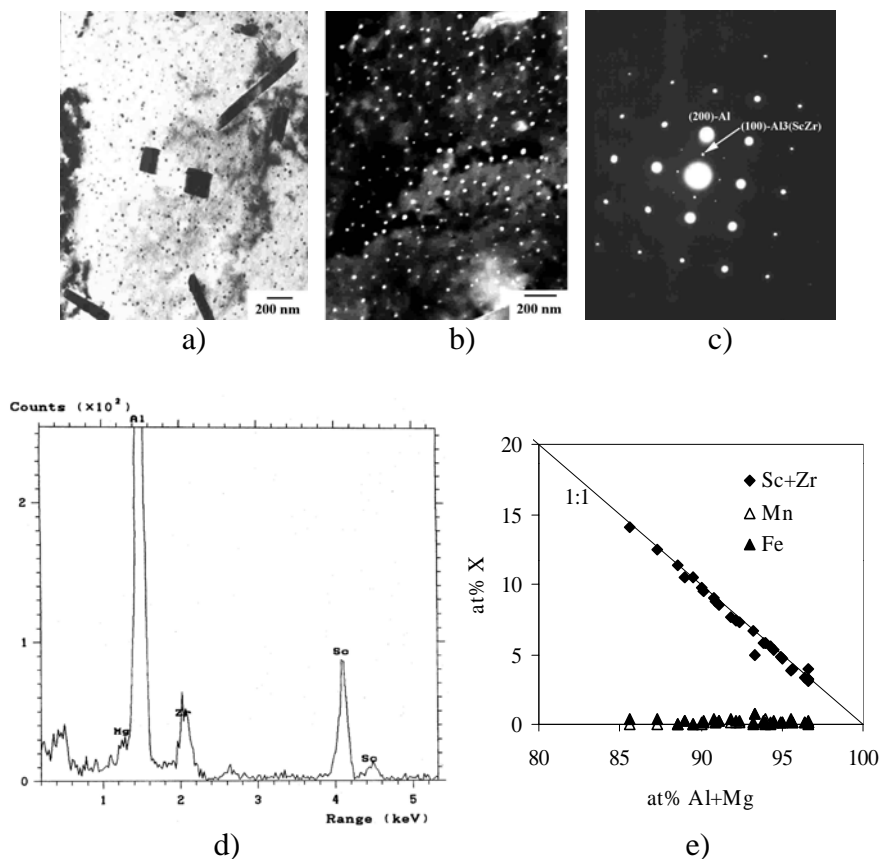 200 nm
a)
200 nm
b)
(200)-Al
(100)-Al3(ScZr)
c)
Counts (×10²)
Al
2
1
0
Mg
Zr
Sc
Sc
1 2 3 4 5
Range (keV)
d)
20
15
10
5
0
at% X
1:1
Sc+Zr
Mn
Fe
80 85 90 95 100
at% Al+Mg
e)